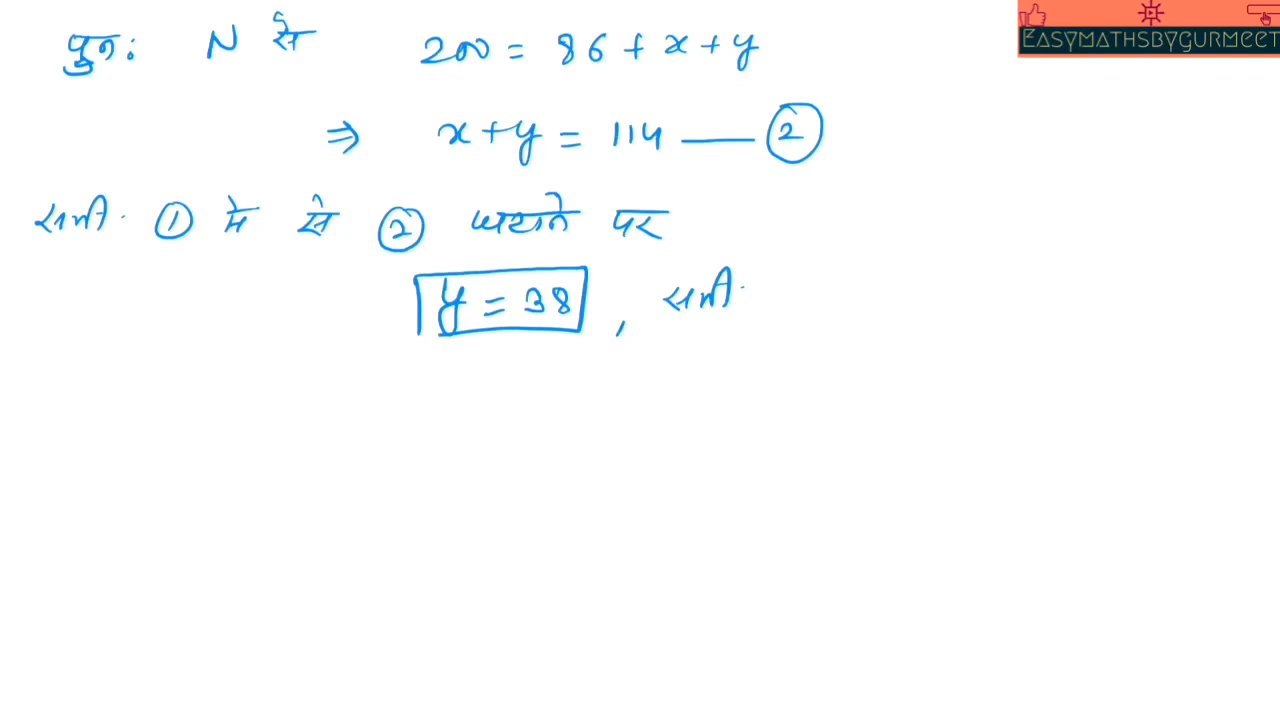 EASYMATHSBYGURMEET
पुनः N से 200 = 86 + x + y
⇒ x + y = 114 — ②
समी. ① में से ② घटाने पर
y = 38 , समी.